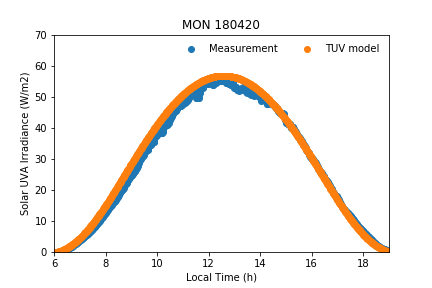 MON 180420
Measurement TUV model
70
60
50
40
30
20
10
0
Solar UVA Irradiance (W/m2)
6 8 10 12 14 16 18
Local Time (h)